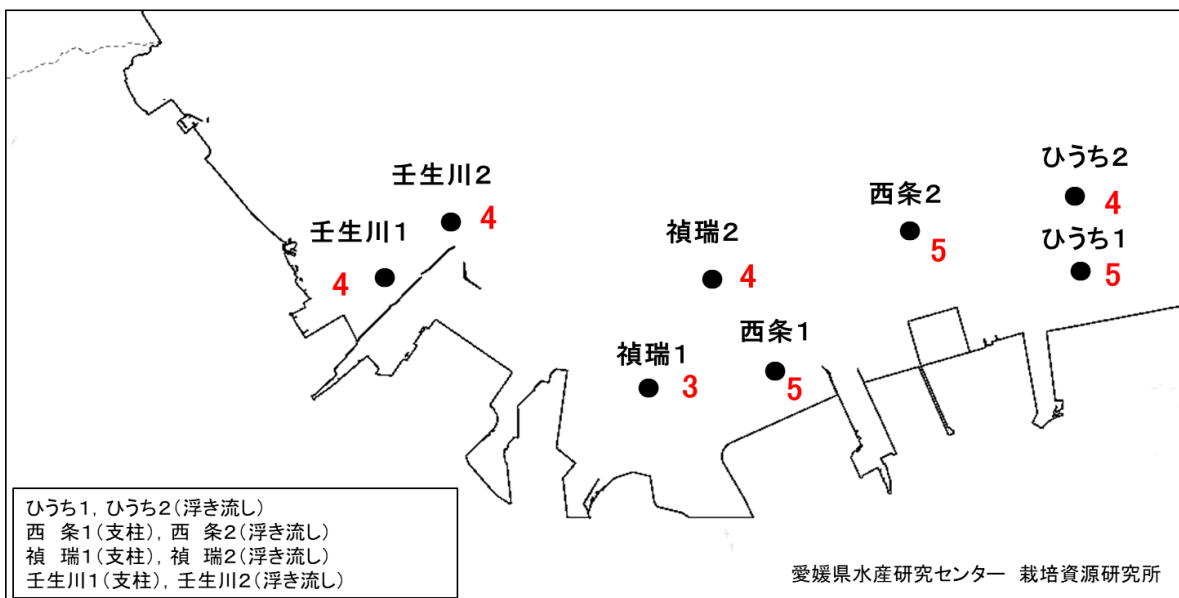 ひうち2
4
西条2
5
壬生川2
4
ひうち1
5
壬生川1
4
禎瑞2
4
西条1
5
禎瑞1
3
ひうち1, ひうち2(浮き流し)
西 条1(支柱), 西 条2(浮き流し)
禎 瑞1(支柱), 禎 瑞2(浮き流し)
壬生川1(支柱), 壬生川2(浮き流し)
愛媛県水産研究センター 栽培資源研究所